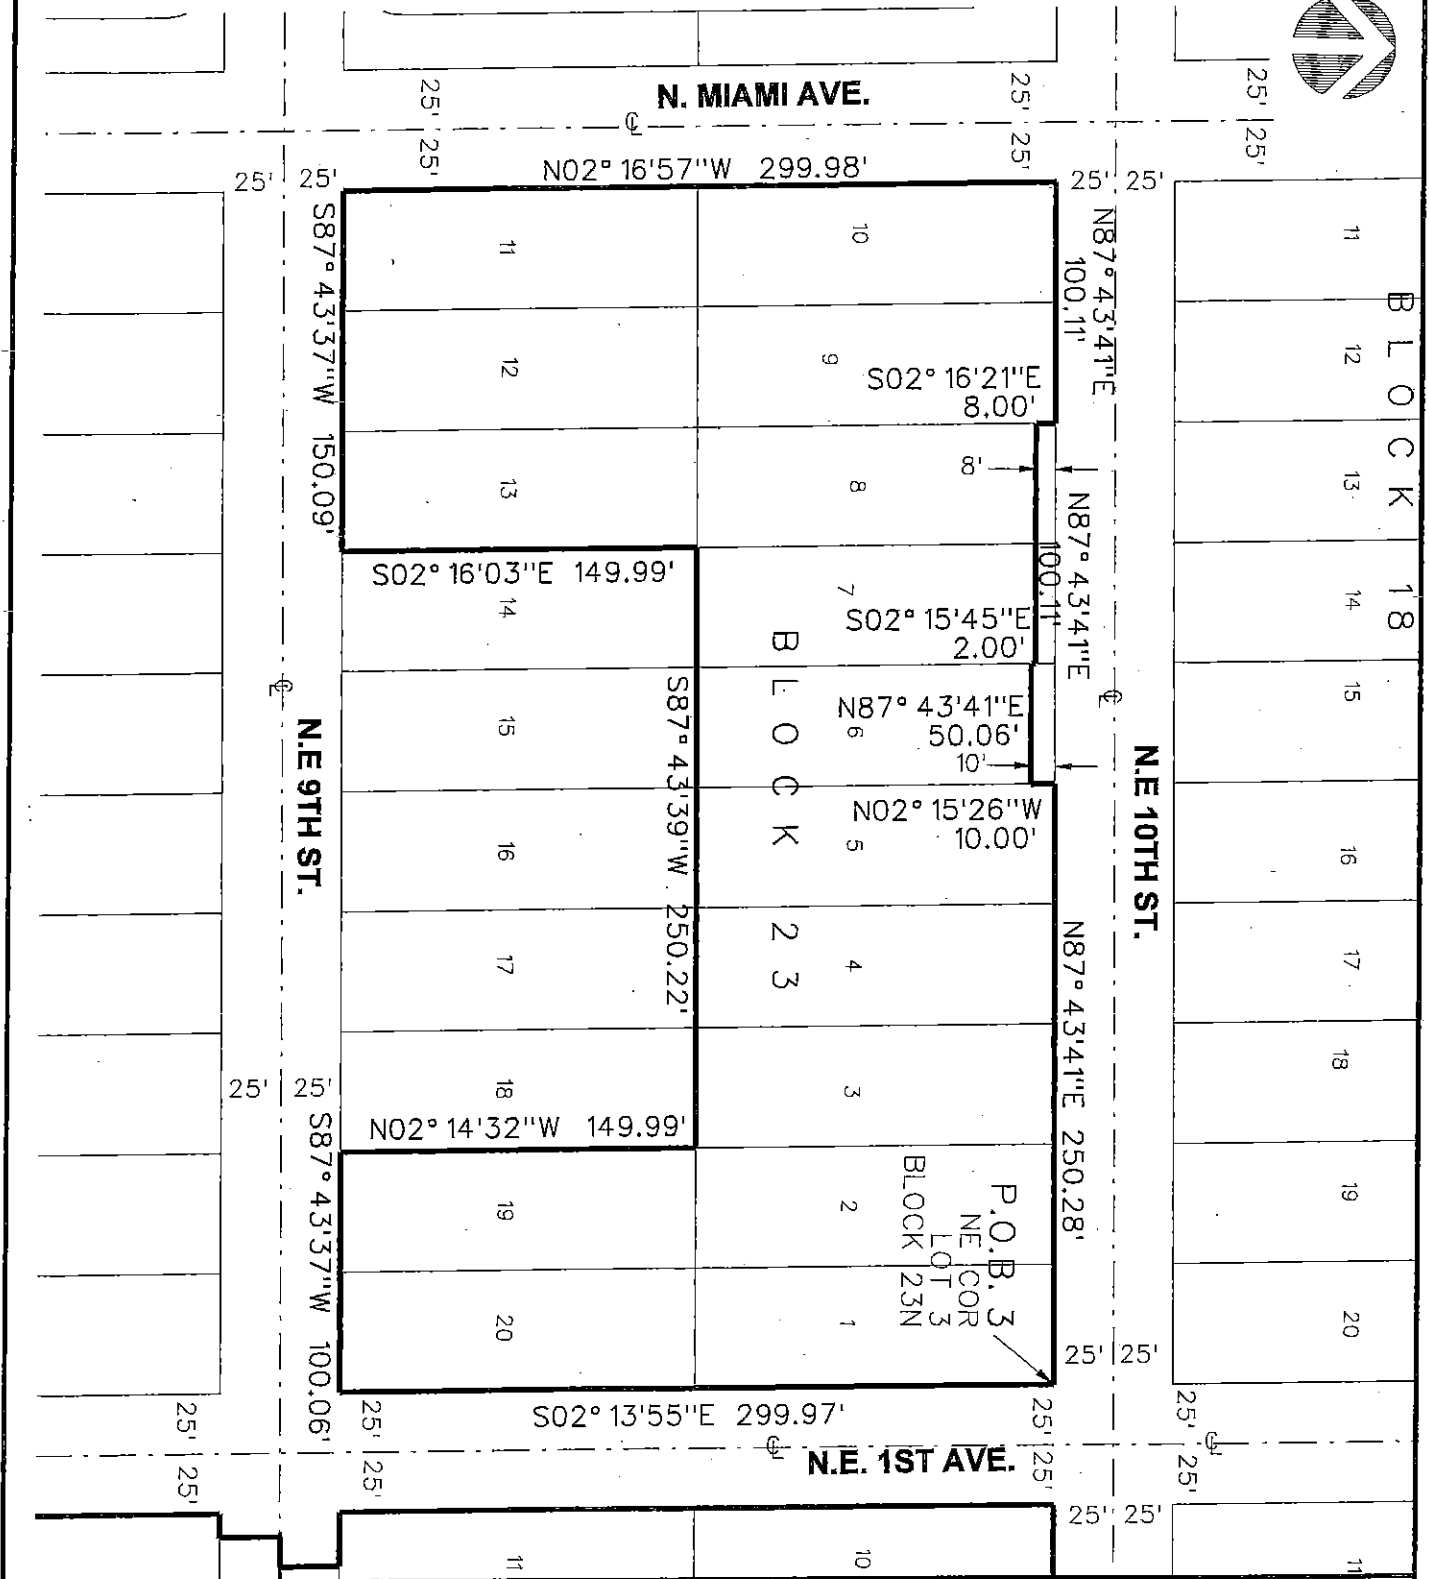 25'
25'
25'
N. MIAMI AVE.
℄
25'
25'
25'
N02°16'57"W 299.98'
25' 25'
25' 25'
S87°43'37"W 150.09'
11
10
N87°43'41"E
100.11'
11
BLOCK 18
12
9
S02°16'21"E
8.00'
12
13
8
8'
13
N87°43'41"E
100.11'
S02°16'03"E 149.99'
14
7
S02°15'45"E
2.00'
14
℄
N.E 9TH ST.
15
S87°43'39"W 250.22'
BLOCK 23
N87°43'41"E
50.06'
6
10'
℄
N.E 10TH ST.
15
N02°15'26"W
10.00'
16
5
16
17
4
N87°43'41"E 250.28'
17
25' 25'
18
3
18
N02°14'32"W 149.99'
S87°43'37"W 100.06'
19
2
P.O.B. 3
NE COR
LOT 3
BLOCK 23N
19
20
1
20
25' 25'
25'
25'
S02°13'55"E 299.97'
25'
25'
℄
N.E. 1ST AVE.
℄
25'
25'
25'
25'
25' 25'
11
10
11